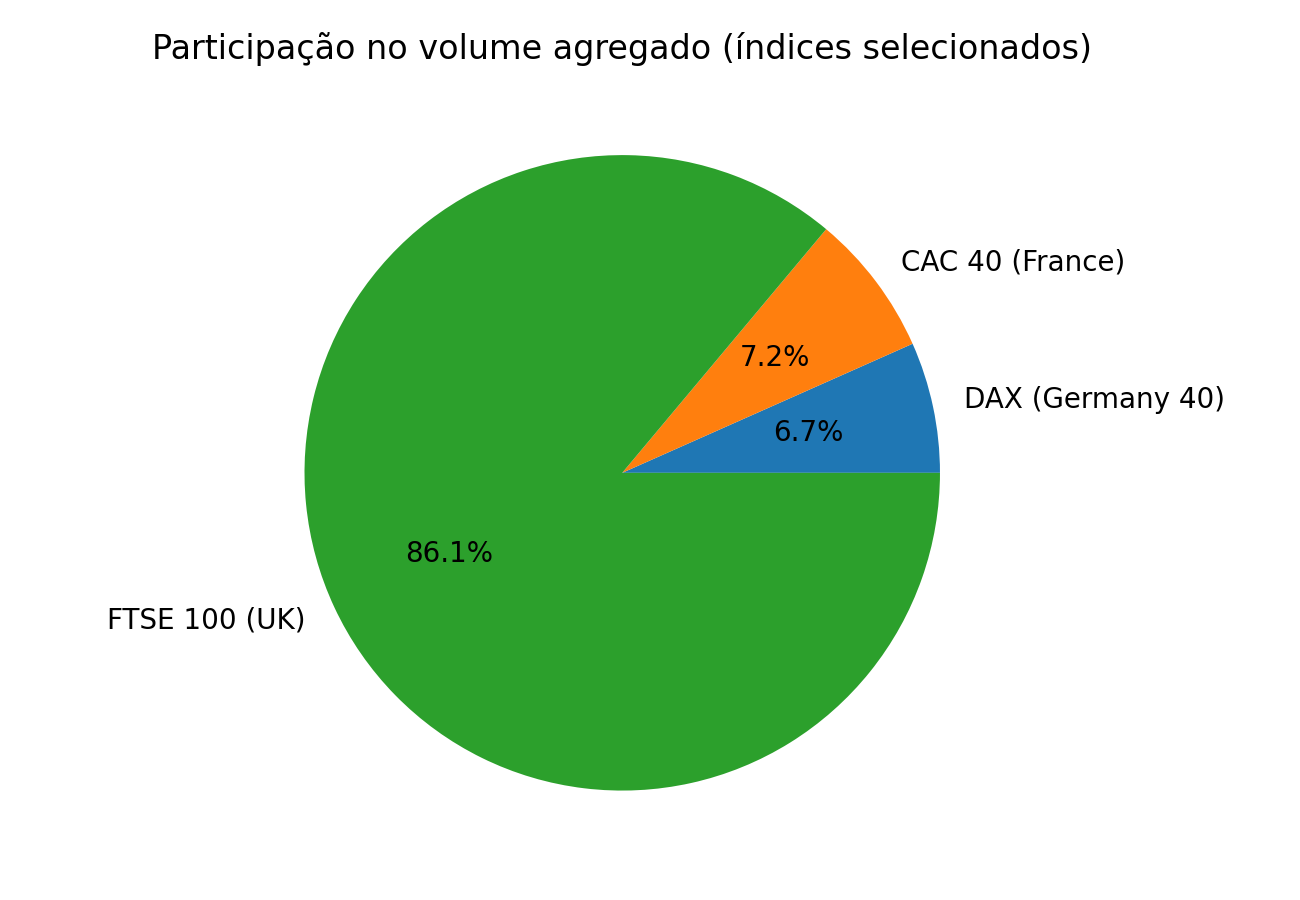 Participação no volume agregado (índices selecionados)
CAC 40 (France)
7.2%
DAX (Germany 40)
6.7%
86.1%
FTSE 100 (UK)